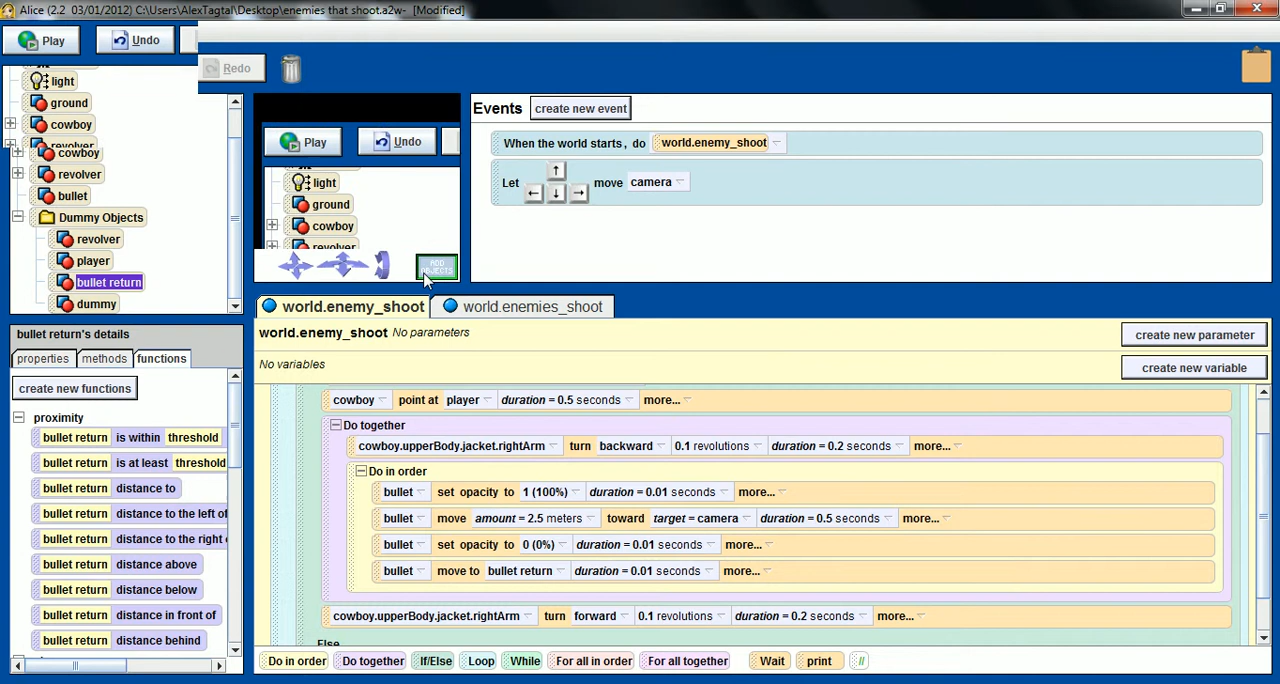 Alice (2.2 03/01/2012) C:\Users\AlexTagtal\Desktop\enemies that shoot.a2w- [Modified]
Play Undo
Redo
light
ground
cowboy
revolver
cowboy
revolver
bullet
Dummy Objects
revolver
player
bullet return
dummy
Play Undo
light
ground
cowboy
revolver
ADD OBJECTS
Events create new event
When the world starts, do world.enemy_shoot
Let ↑ ← ↓ → move camera
bullet return's details
properties methods functions
create new functions
proximity
bullet return is within threshold
bullet return is at least threshold
bullet return distance to
bullet return distance to the left of
bullet return distance to the right o
bullet return distance above
bullet return distance below
bullet return distance in front of
bullet return distance behind
world.enemy_shoot world.enemies_shoot
world.enemy_shoot No parameters create new parameter
No variables create new variable
cowboy point at player duration = 0.5 seconds more...
Do together
cowboy.upperBody.jacket.rightArm turn backward 0.1 revolutions duration = 0.2 seconds more...
Do in order
bullet set opacity to 1 (100%) duration = 0.01 seconds more...
bullet move amount = 2.5 meters toward target = camera duration = 0.5 seconds more...
bullet set opacity to 0 (0%) duration = 0.01 seconds more...
bullet move to bullet return duration = 0.01 seconds more...
cowboy.upperBody.jacket.rightArm turn forward 0.1 revolutions duration = 0.2 seconds more...
Else
Do in order Do together If/Else Loop While For all in order For all together Wait print //